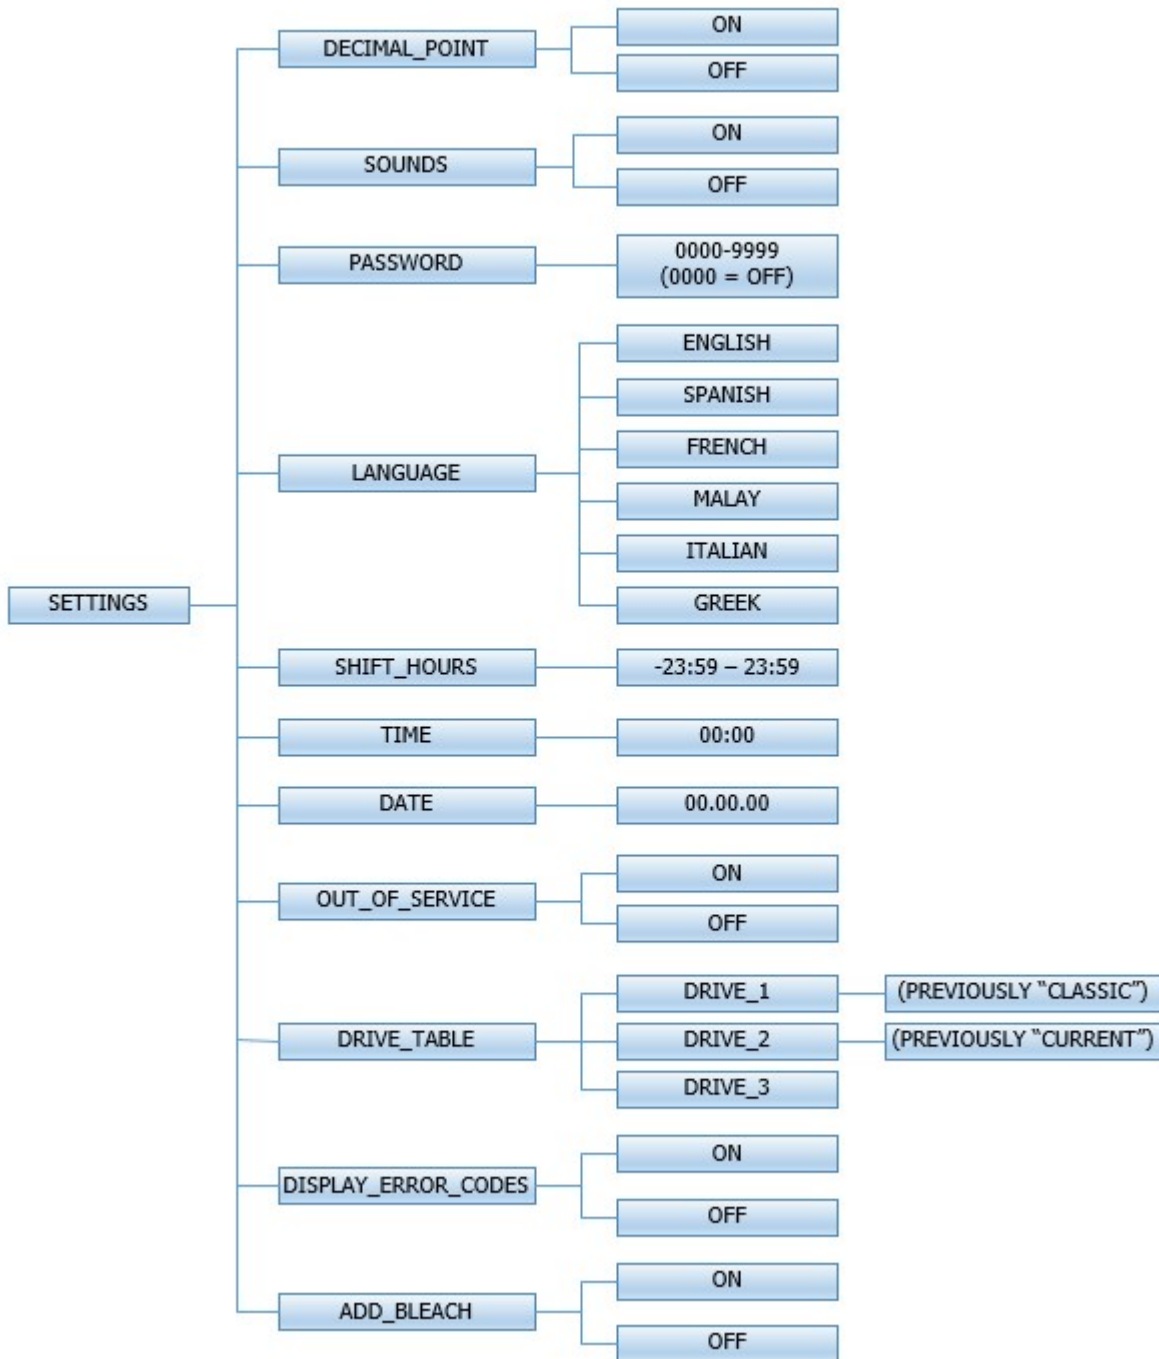 DECIMAL_POINT
ON
OFF
SOUNDS
ON
OFF
PASSWORD
0000-9999
(0000 = OFF)
LANGUAGE
ENGLISH
SPANISH
FRENCH
MALAY
ITALIAN
GREEK
SETTINGS
SHIFT_HOURS
-23:59 – 23:59
TIME
00:00
DATE
00.00.00
OUT_OF_SERVICE
ON
OFF
DRIVE_TABLE
DRIVE_1
(PREVIOUSLY “CLASSIC”)
DRIVE_2
(PREVIOUSLY “CURRENT”)
DRIVE_3
DISPLAY_ERROR_CODES
ON
OFF
ADD_BLEACH
ON
OFF